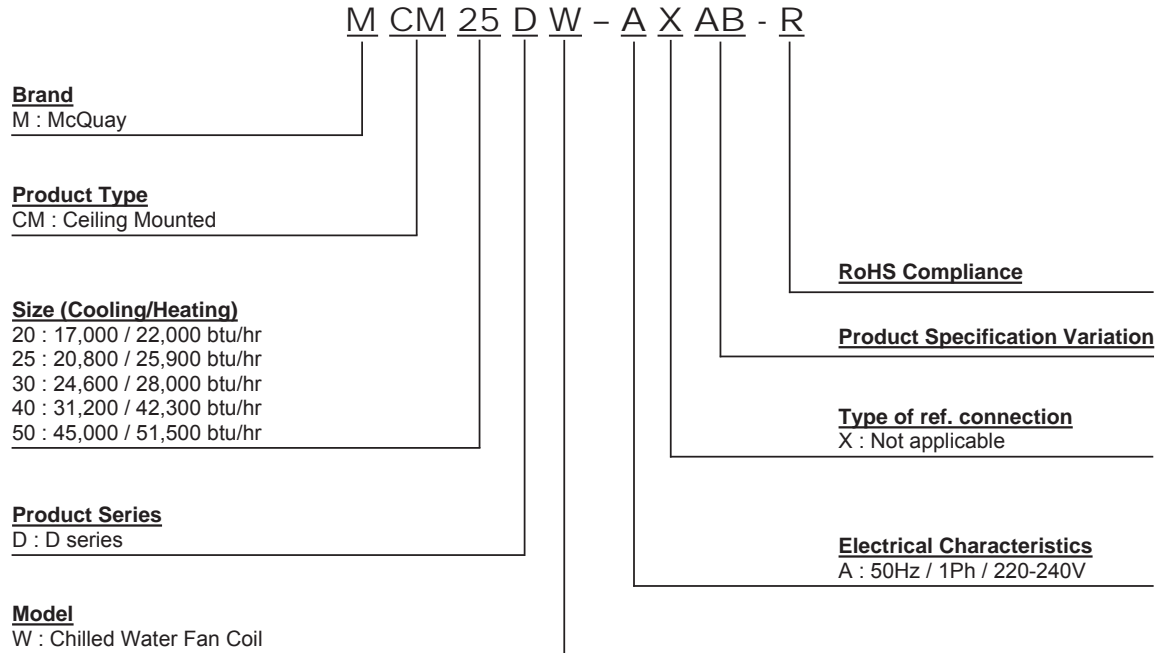 M CM 25 D W – A X AB - R
Brand
M : McQuay
Product Type
CM : Ceiling Mounted
Size (Cooling/Heating)
20 : 17,000 / 22,000 btu/hr
25 : 20,800 / 25,900 btu/hr
30 : 24,600 / 28,000 btu/hr
40 : 31,200 / 42,300 btu/hr
50 : 45,000 / 51,500 btu/hr
Product Series
D : D series
Model
W : Chilled Water Fan Coil
RoHS Compliance
Product Specification Variation
Type of ref. connection
X : Not applicable
Electrical Characteristics
A : 50Hz / 1Ph / 220-240V